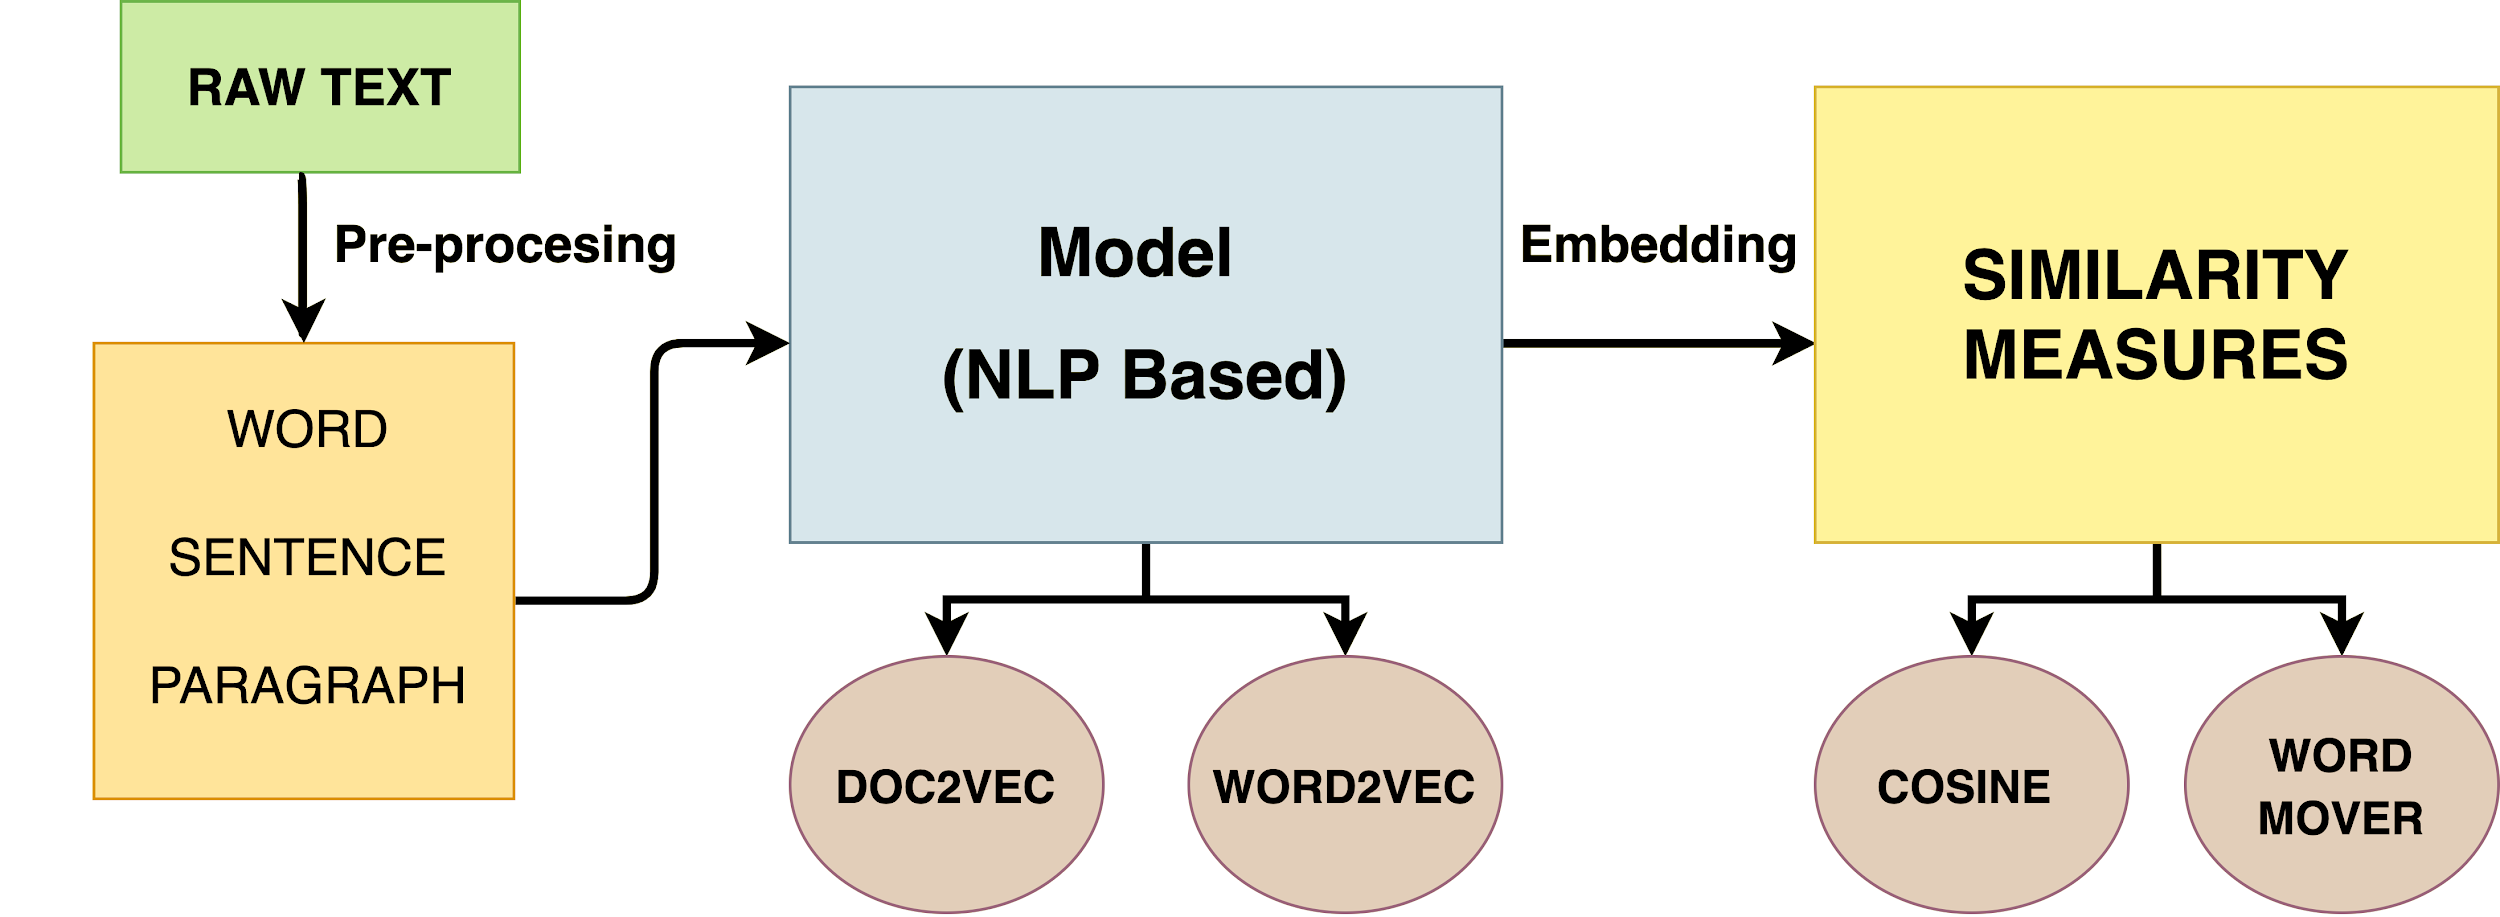 RAW TEXT
Pre-procesing
WORD
SENTENCE
PARAGRAPH
Model
(NLP Based)
Embedding
SIMILARITY
MEASURES
DOC2VEC
WORD2VEC
COSINE
WORD
MOVER